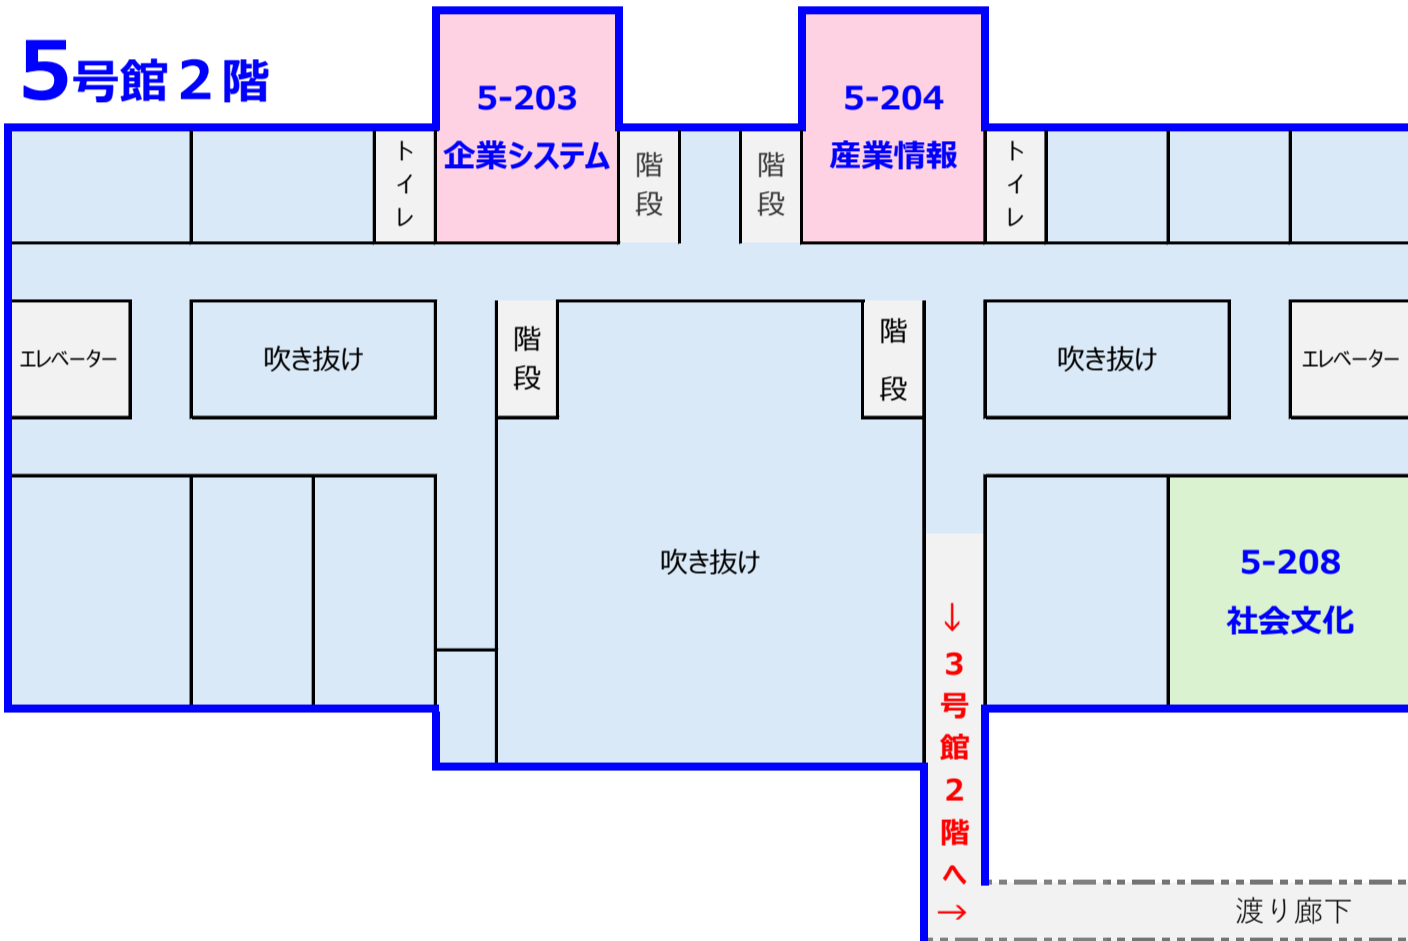 5号館２階
5-203
企業システム
5-204
産業情報
トイレ
階段
階段
トイレ
エレベーター
吹き抜け
階段
階段
吹き抜け
エレベーター
吹き抜け
5-208
社会文化
↓3号館2階へ→
渡り廊下